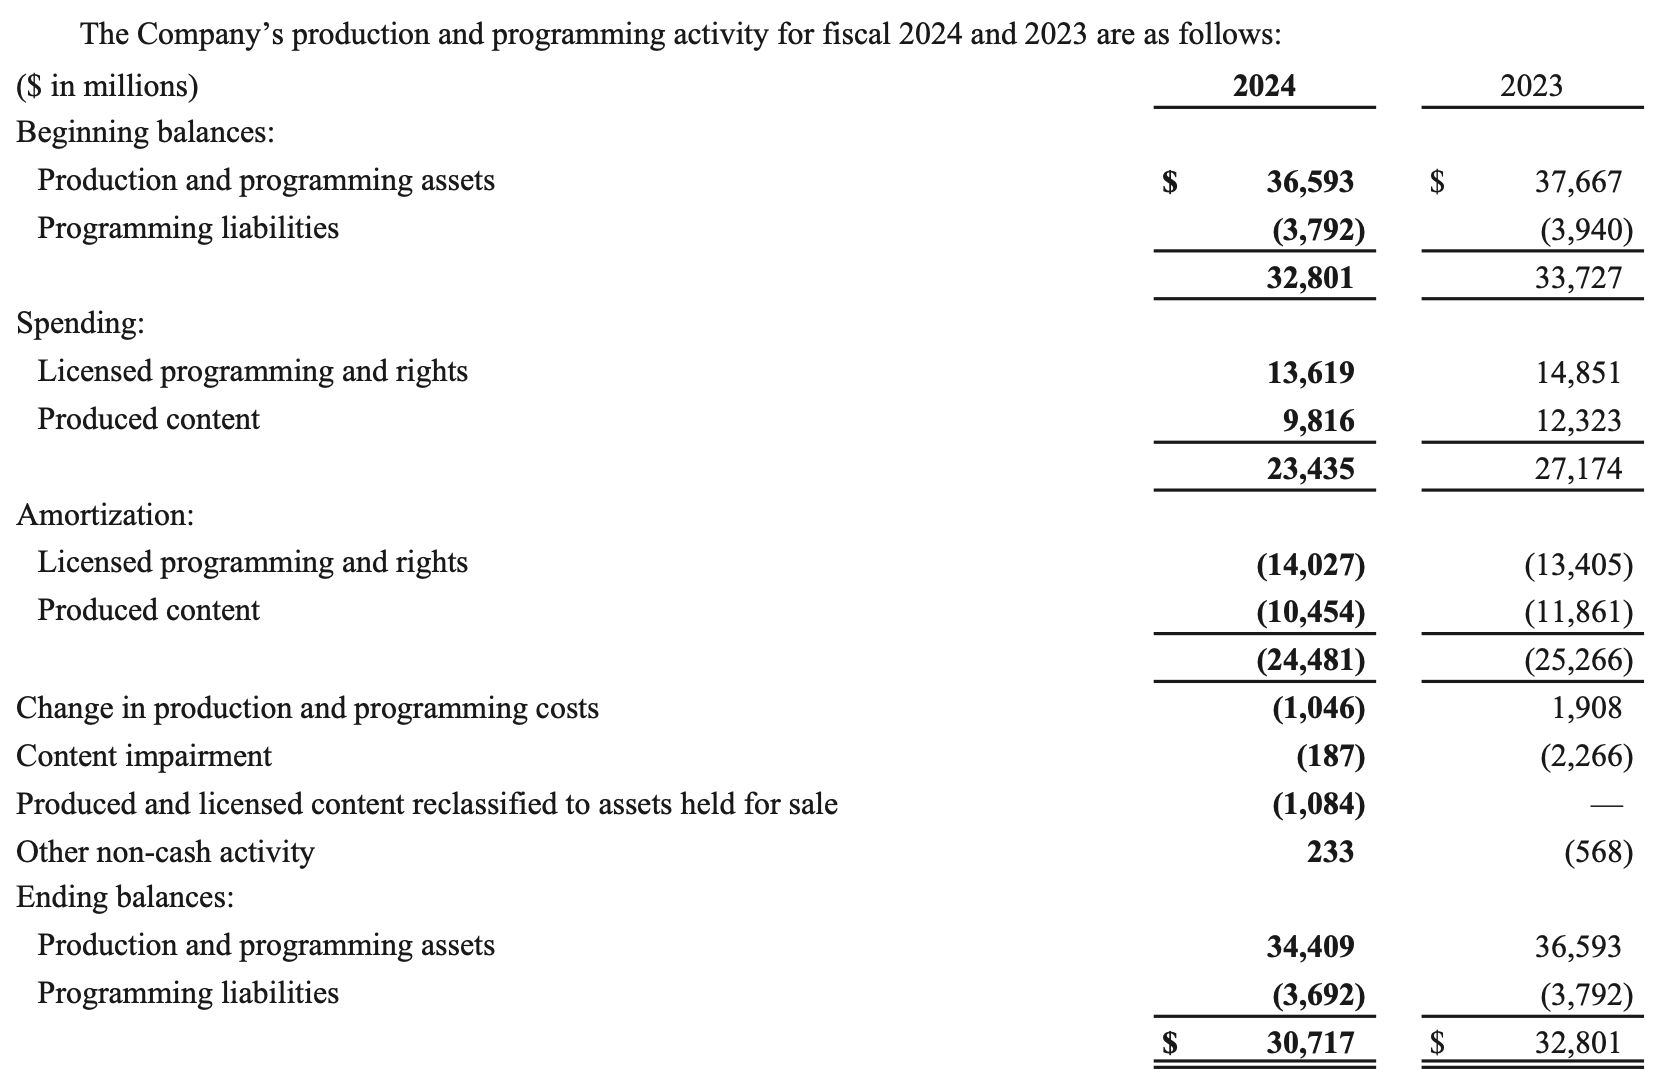 The Company’s production and programming activity for fiscal 2024 and 2023 are as follows:
($ in millions) 2024 2023
Beginning balances:
Production and programming assets $ 36,593 $ 37,667
Programming liabilities (3,792) (3,940)
32,801 33,727
Spending:
Licensed programming and rights 13,619 14,851
Produced content 9,816 12,323
23,435 27,174
Amortization:
Licensed programming and rights (14,027) (13,405)
Produced content (10,454) (11,861)
(24,481) (25,266)
Change in production and programming costs (1,046) 1,908
Content impairment (187) (2,266)
Produced and licensed content reclassified to assets held for sale (1,084) —
Other non-cash activity 233 (568)
Ending balances:
Production and programming assets 34,409 36,593
Programming liabilities (3,692) (3,792)
$ 30,717 $ 32,801